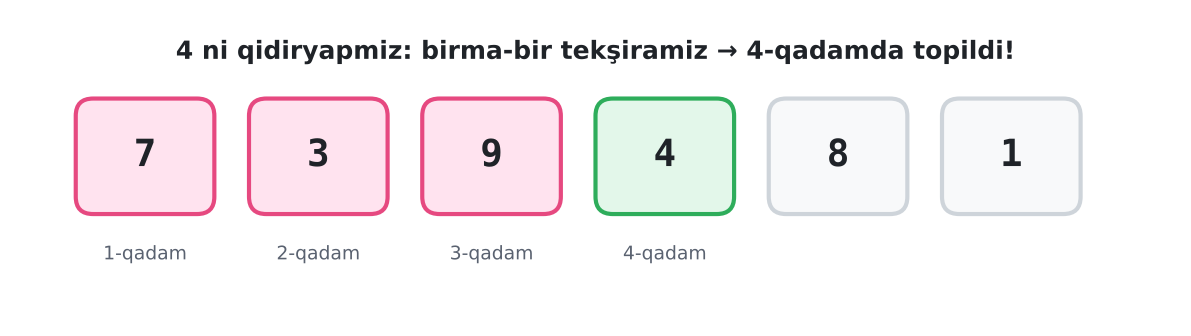 4 ni qidiryapmiz: birma-bir tekşiramiz → 4-qadamda topildi!
7 3 9 4 8 1
1-qadam 2-qadam 3-qadam 4-qadam